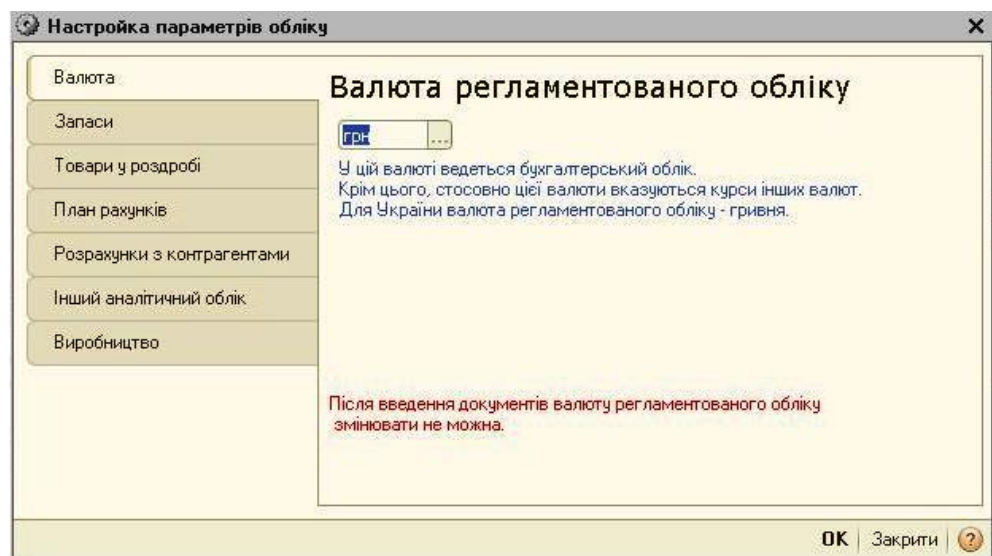 Настройка параметрів обліку
Валюта
Запаси
Товари у роздробі
План рахунків
Розрахунки з контрагентами
Інший аналітичний облік
Виробництво
Валюта регламентованого обліку
грн ...
У цій валюті ведеться бухгалтерський облік.
Крім цього, стосовно цієї валюти вказуються курси інших валют.
Для України валюта регламентованого обліку - гривня.
Після введення документів валюту регламентованого обліку
змінювати не можна.
OK Закрити ?